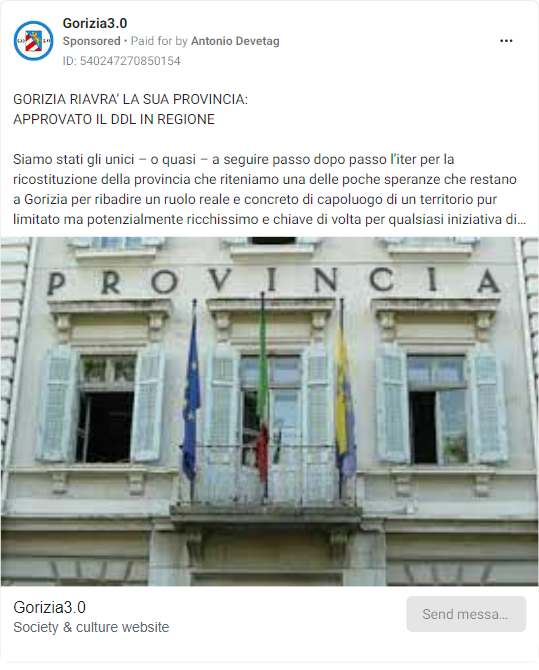 Gorizia3.0
Sponsored • Paid for by Antonio Devetag
ID: 540247270850154
GORIZIA RIAVRA’ LA SUA PROVINCIA:
APPROVATO IL DDL IN REGIONE
Siamo stati gli unici – o quasi – a seguire passo dopo passo l’iter per la
ricostituzione della provincia che riteniamo una delle poche speranze che restano
a Gorizia per ribadire un ruolo reale e concreto di capoluogo di un territorio pur
limitato ma potenzialmente ricchissimo e chiave di volta per qualsiasi iniziativa di...
PROVINCIA
Gorizia3.0
Society & culture website
Send messa...